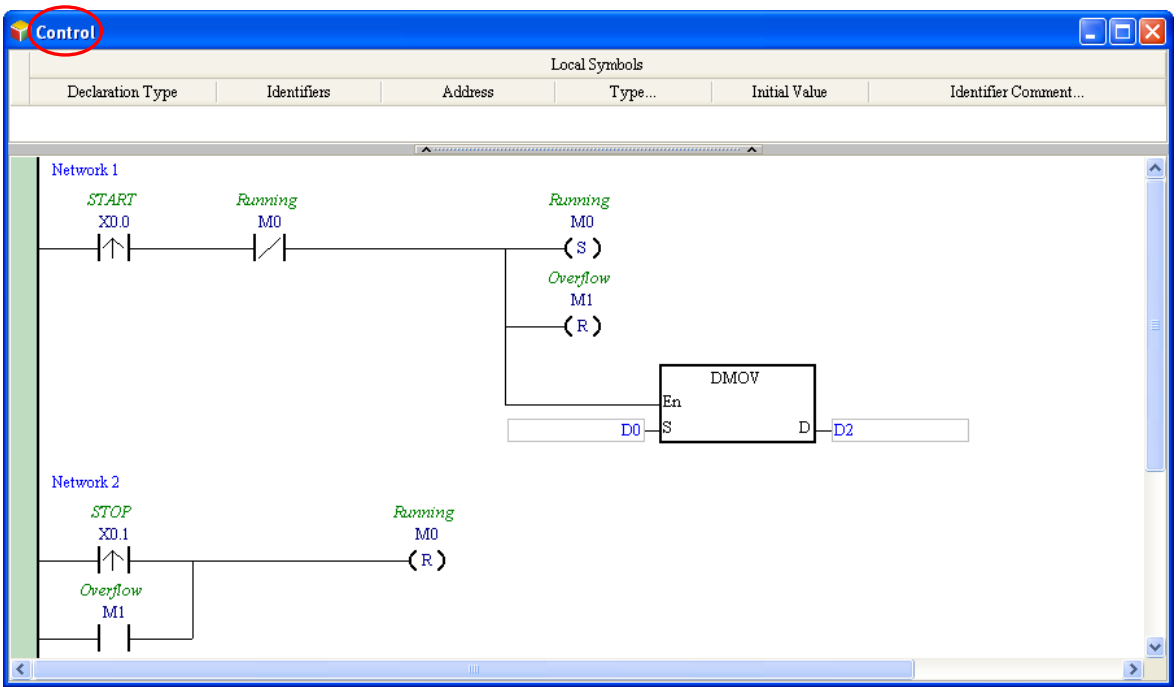 Control
Local Symbols
Declaration Type Identifiers Address Type... Initial Value Identifier Comment...
Network 1
START Running Running
X0.0 M0 M0
S
Overflow
M1
R
DMOV
En
D0 S D D2
Network 2
STOP Running
X0.1 M0
R
Overflow
M1